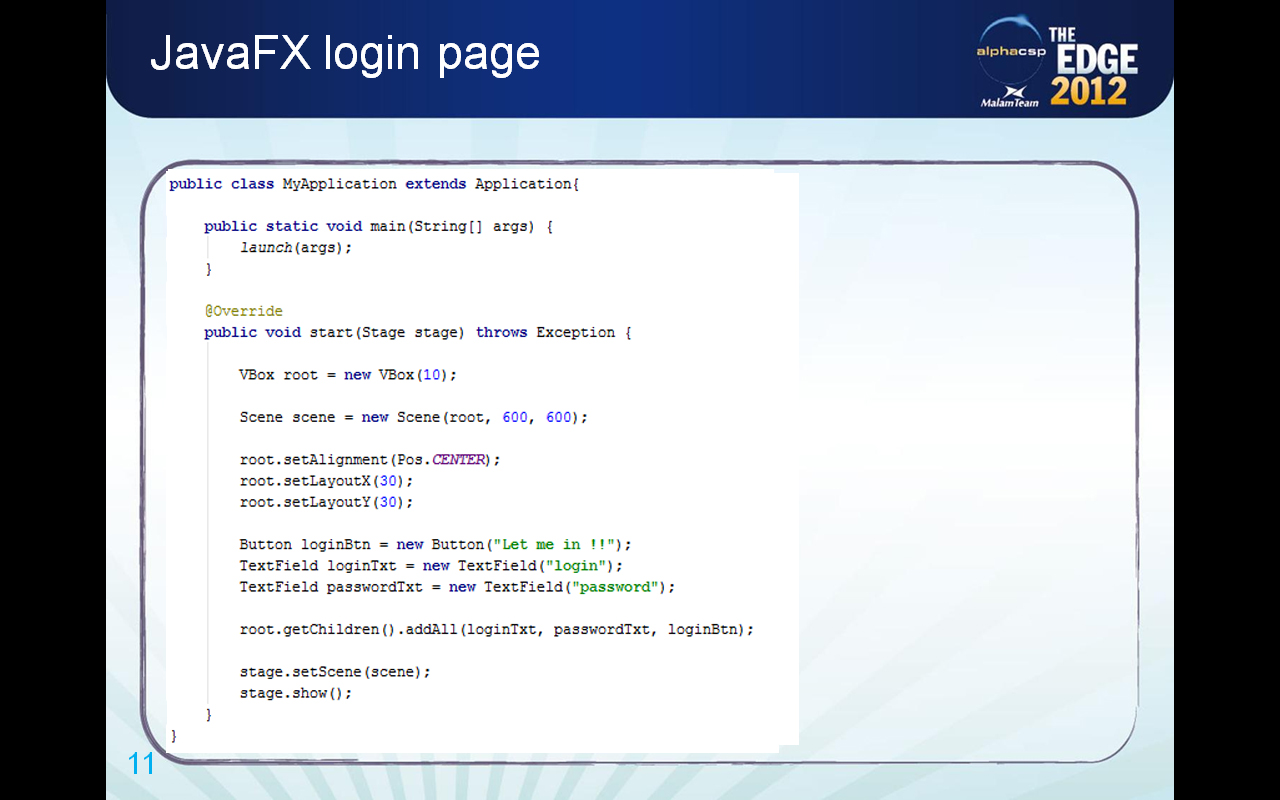 JavaFX login page
alphacsp
MalamTeam
THE
EDGE
2012
public class MyApplication extends Application{
public static void main(String[] args) {
launch(args);
}
@Override
public void start(Stage stage) throws Exception {
VBox root = new VBox(10);
Scene scene = new Scene(root, 600, 600);
root.setAlignment(Pos.CENTER);
root.setLayoutX(30);
root.setLayoutY(30);
Button loginBtn = new Button("Let me in !!");
TextField loginTxt = new TextField("login");
TextField passwordTxt = new TextField("password");
root.getChildren().addAll(loginTxt, passwordTxt, loginBtn);
stage.setScene(scene);
stage.show();
}
}
11